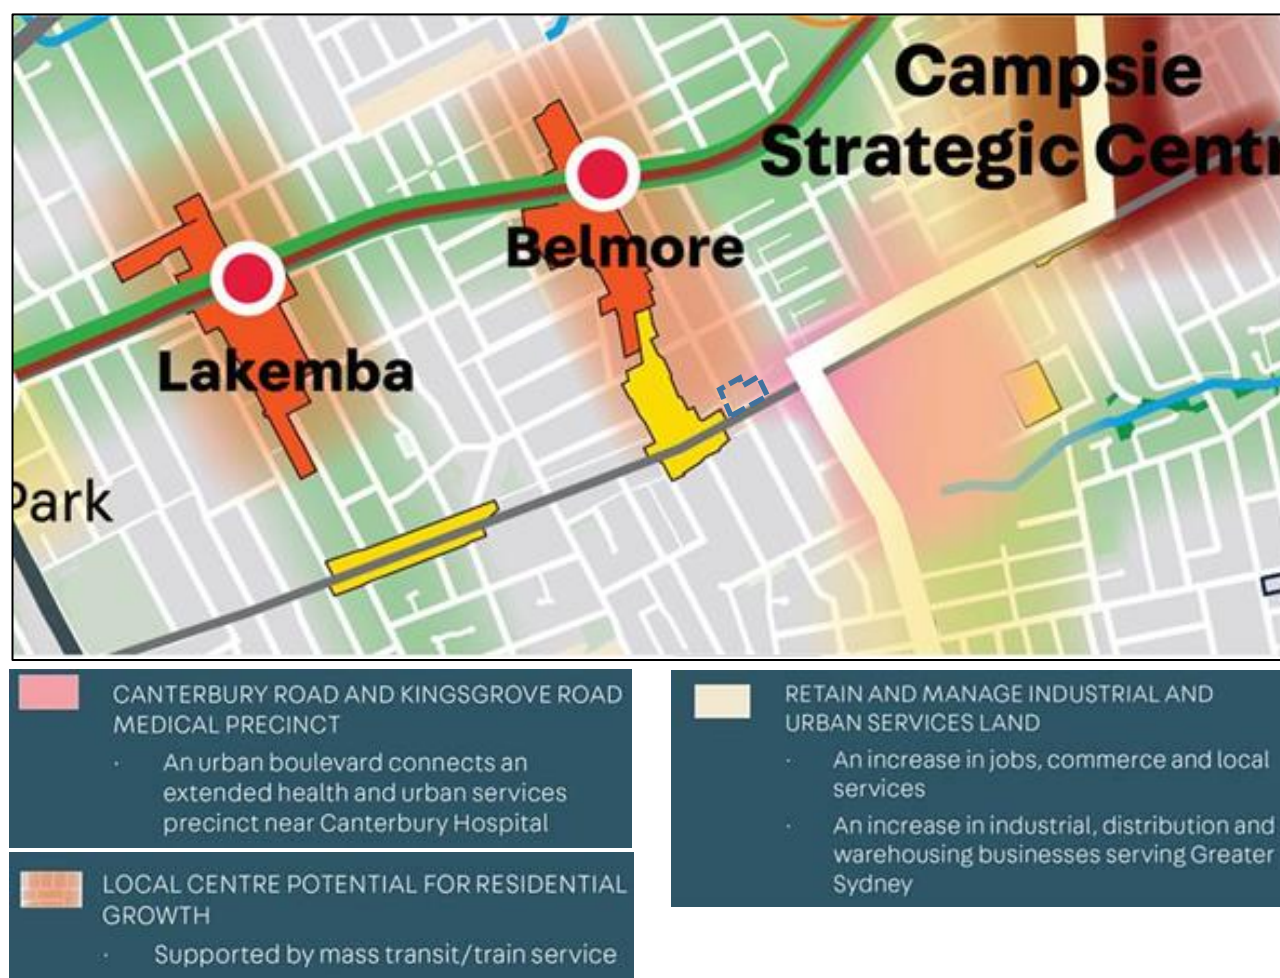 Campsie
Strategic Centr
Belmore
Lakemba
Park
CANTERBURY ROAD AND KINGSGROVE ROAD
MEDICAL PRECINCT
· An urban boulevard connects an
extended health and urban services
precinct near Canterbury Hospital
LOCAL CENTRE POTENTIAL FOR RESIDENTIAL
GROWTH
· Supported by mass transit/train service
RETAIN AND MANAGE INDUSTRIAL AND
URBAN SERVICES LAND
· An increase in jobs, commerce and local
services
· An increase in industrial, distribution and
warehousing businesses serving Greater
Sydney